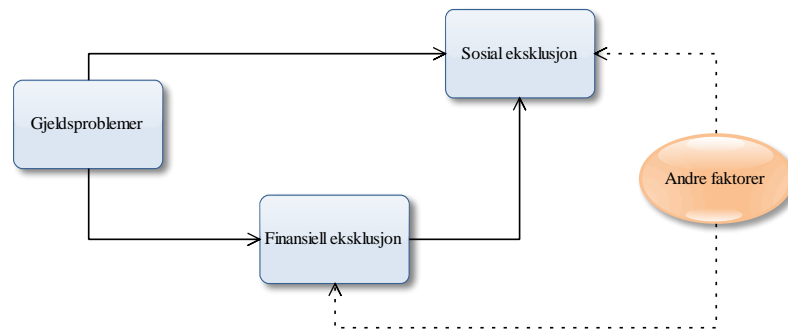 Sosial eksklusjon
Gjeldsproblemer
Andre faktorer
Finansiell eksklusjon